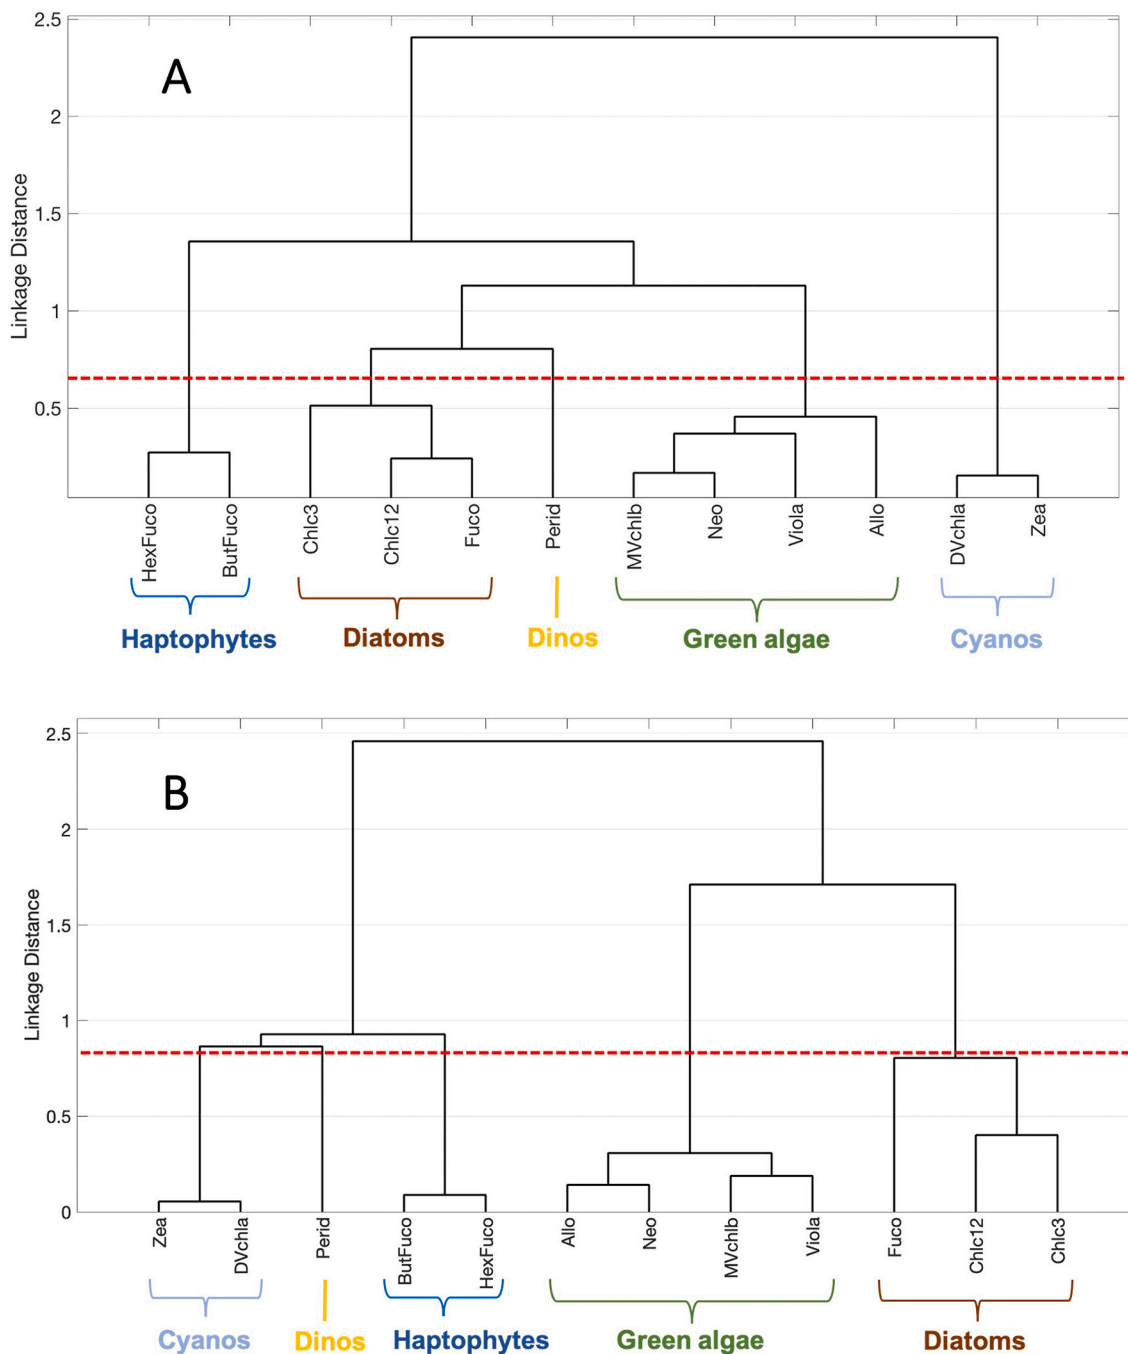 A
2.5
2
1.5
1
0.5
Linkage Distance
HexFuco ButFuco Chlc3 Chlc12 Fuco Perid MVchlb Neo Viola Allo DVchla Zea
Haptophytes Diatoms Dinos Green algae Cyanos
B
2.5
2
1.5
1
0.5
0
Linkage Distance
Zea DVchla Perid ButFuco HexFuco Allo Neo MVchlb Viola Fuco Chlc12 Chlc3
Cyanos Dinos Haptophytes Green algae Diatoms